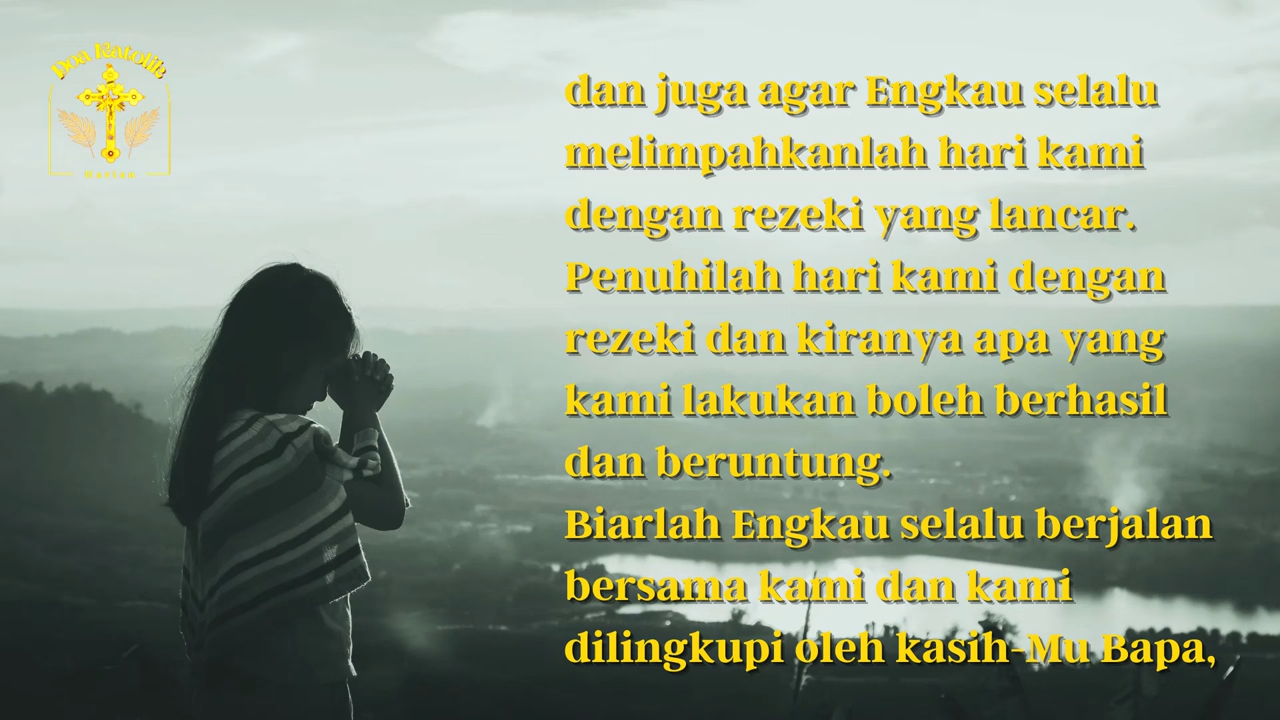 Doa Katolik
Harian
dan juga agar Engkau selalu
melimpahkanlah hari kami
dengan rezeki yang lancar.
Penuhilah hari kami dengan
rezeki dan kiranya apa yang
kami lakukan boleh berhasil
dan beruntung.
Biarlah Engkau selalu berjalan
bersama kami dan kami
dilingkupi oleh kasih-Mu Bapa,